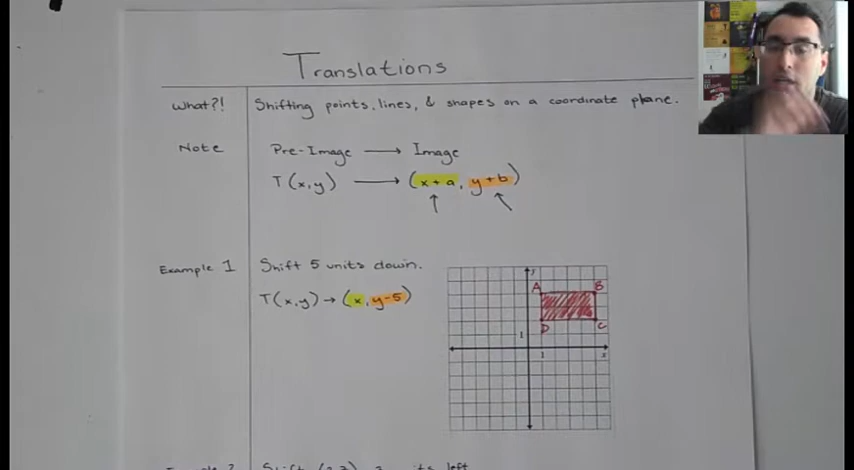 Translations
What?! Shifting points, lines, & shapes on a coordinate plane.
Note Pre-Image → Image
T(x,y) → (x+a, y+b)
Example 1 Shift 5 units down.
T(x,y) → (x, y-5)
y
A B
D C
1
1 x
left